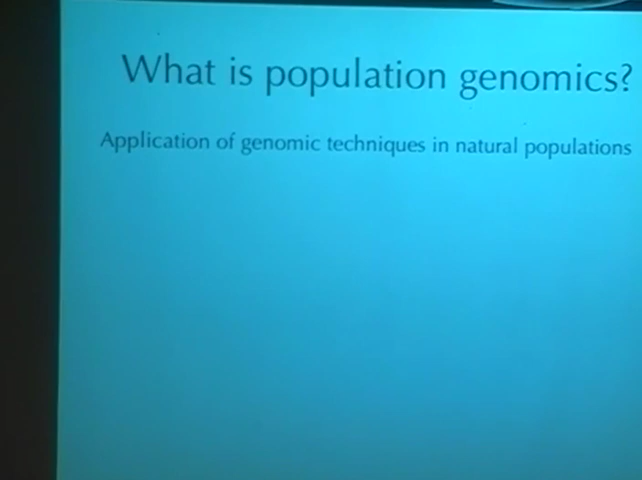 What is population genomics?
Application of genomic techniques in natural populations